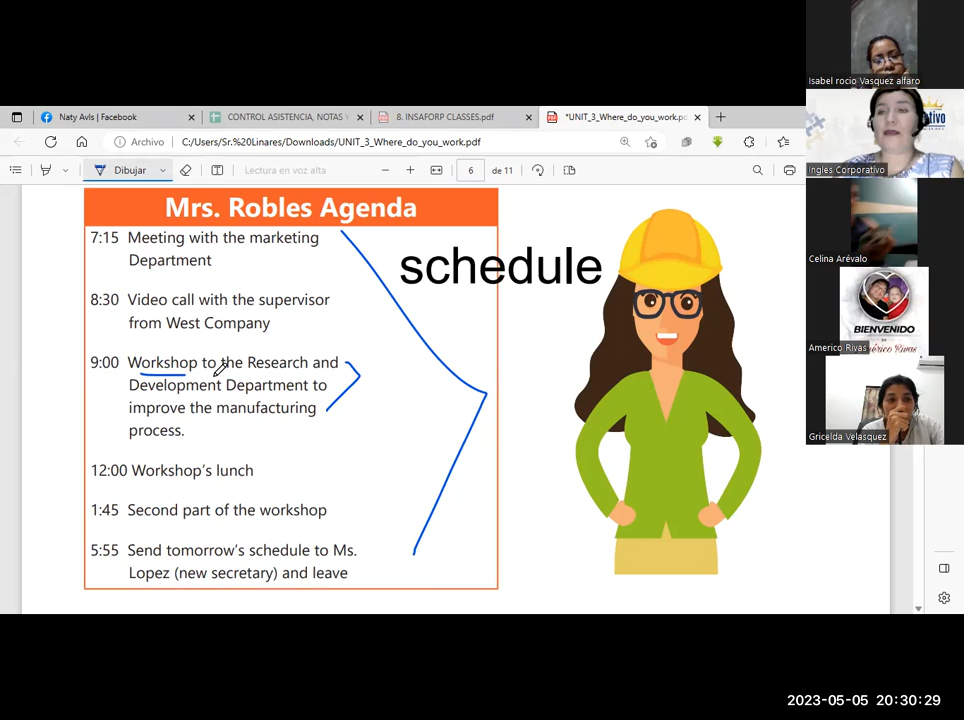 Naty Avls | Facebook
CONTROL ASISTENCIA, NOTAS Y
8. INSAFORP CLASSES.pdf
*UNIT_3_Where_do_you_work.pd
Archivo
C:/Users/Sr.%20Linares/Downloads/UNIT_3_Where_do_you_work.pdf
Dibujar
Lectura en voz alta
6
de 11
Mrs. Robles Agenda
7:15 Meeting with the marketing
Department
schedule
8:30 Video call with the supervisor
from West Company
9:00 Workshop to the Research and
Development Department to
improve the manufacturing
process.
12:00 Workshop's lunch
1:45 Second part of the workshop
5:55 Send tomorrow's schedule to Ms.
Lopez (new secretary) and leave
Isabel rocio Vasquez alfaro
ativo
Ingles Corporativo
Celina Arévalo
BIENVENIDO
Américo Rivas
Americo Rivas
Gricelda Velasquez
2023-05-05 20:30:29